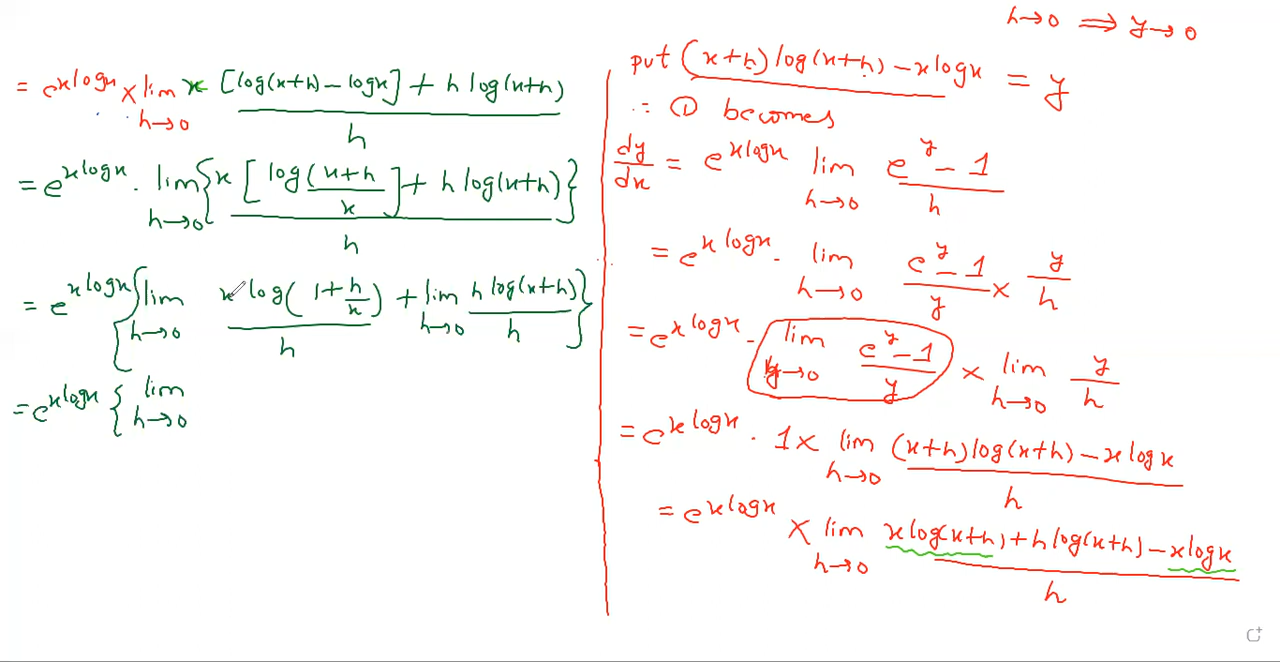 h→0 ⟹ y→0
put (x+h) log(x+h) - x log x = y
∴ ① becomes
dy/dx = e^{x log x} lim_{h→0} (e^y - 1)/h
= e^{x log x} · lim_{h→0} (e^y - 1)/y × y/h
= e^{x log x} · lim_{y→0} (e^y - 1)/y × lim_{h→0} y/h
= e^{x log x} · 1 × lim_{h→0} ((x+h) log(x+h) - x log x)/h
= e^{x log x} × lim_{h→0} (x log(x+h) + h log(x+h) - x log x)/h
= e^{x log x} × lim_{h→0} (x [log(x+h) - log x] + h log(x+h))/h
= e^{x log x} · lim_{h→0} { (x [log((x+h)/x] + h log(x+h))/h }
= e^{x log x} { lim_{h→0} (x log(1 + h/x))/h + lim_{h→0} (h log(x+h))/h }
= e^{x log x} { lim_{h→0}